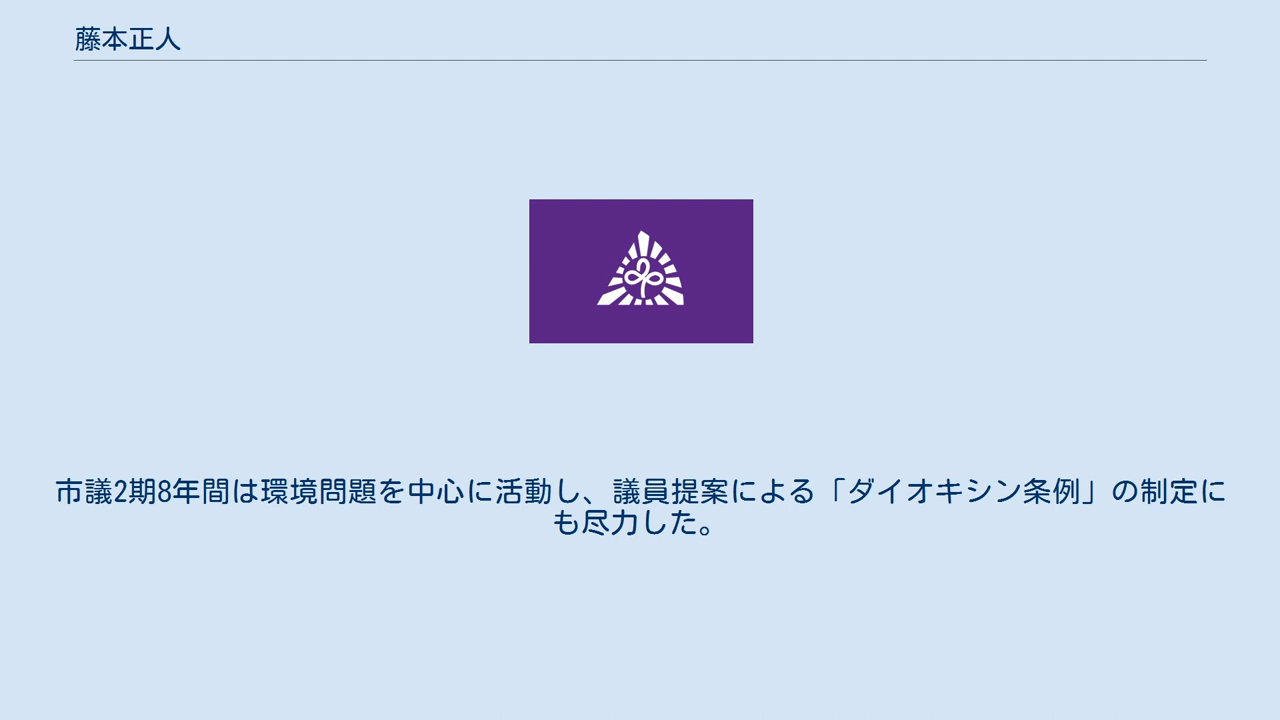 藤本正人
市議2期8年間は環境問題を中心に活動し、議員提案による「ダイオキシン条例」の制定に
も尽力した。